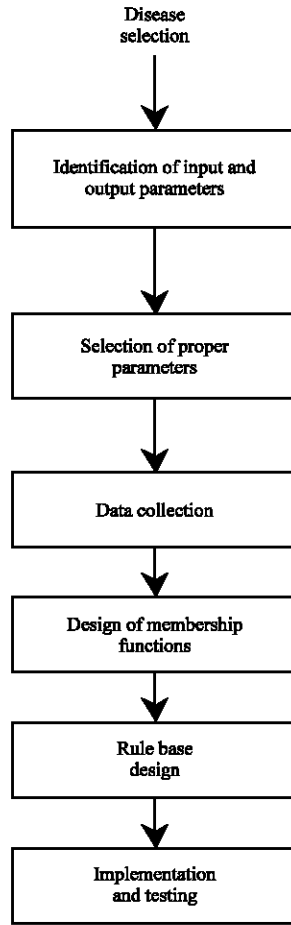 Disease
selection
Identification of input and
output parameters
Selection of proper
parameters
Data collection
Design of membership
functions
Rule base
design
Implementation
and testing